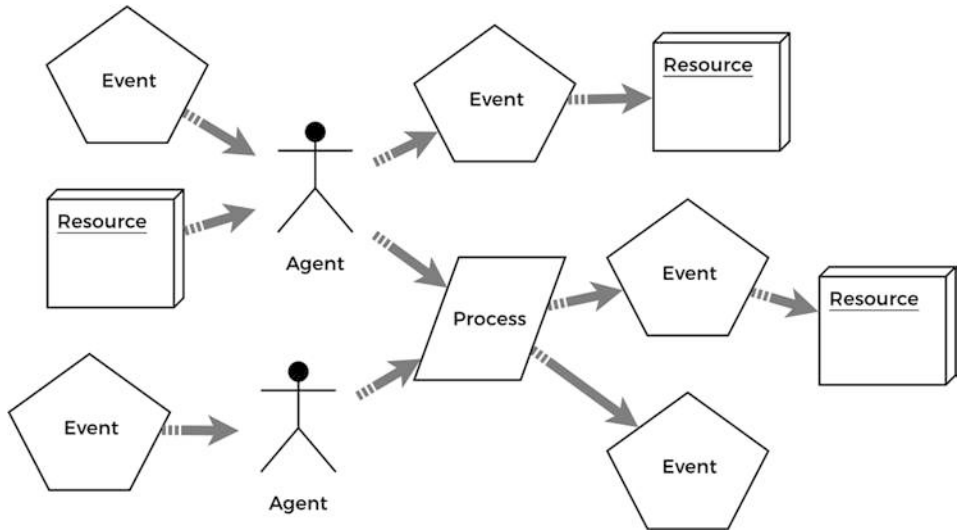 Event
Event
Resource
Resource
Agent
Event
Resource
Process
Event
Agent
Event